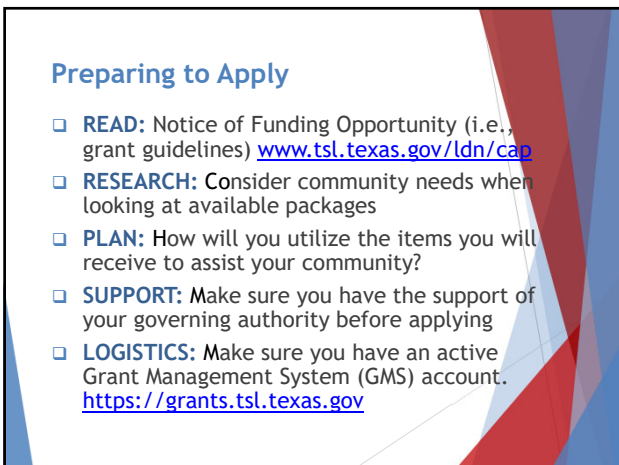 Preparing to Apply
❑ READ: Notice of Funding Opportunity (i.e.,
grant guidelines) www.tsl.texas.gov/ldn/cap
❑ RESEARCH: Consider community needs when
looking at available packages
❑ PLAN: How will you utilize the items you will
receive to assist your community?
❑ SUPPORT: Make sure you have the support of
your governing authority before applying
❑ LOGISTICS: Make sure you have an active
Grant Management System (GMS) account.
https://grants.tsl.texas.gov